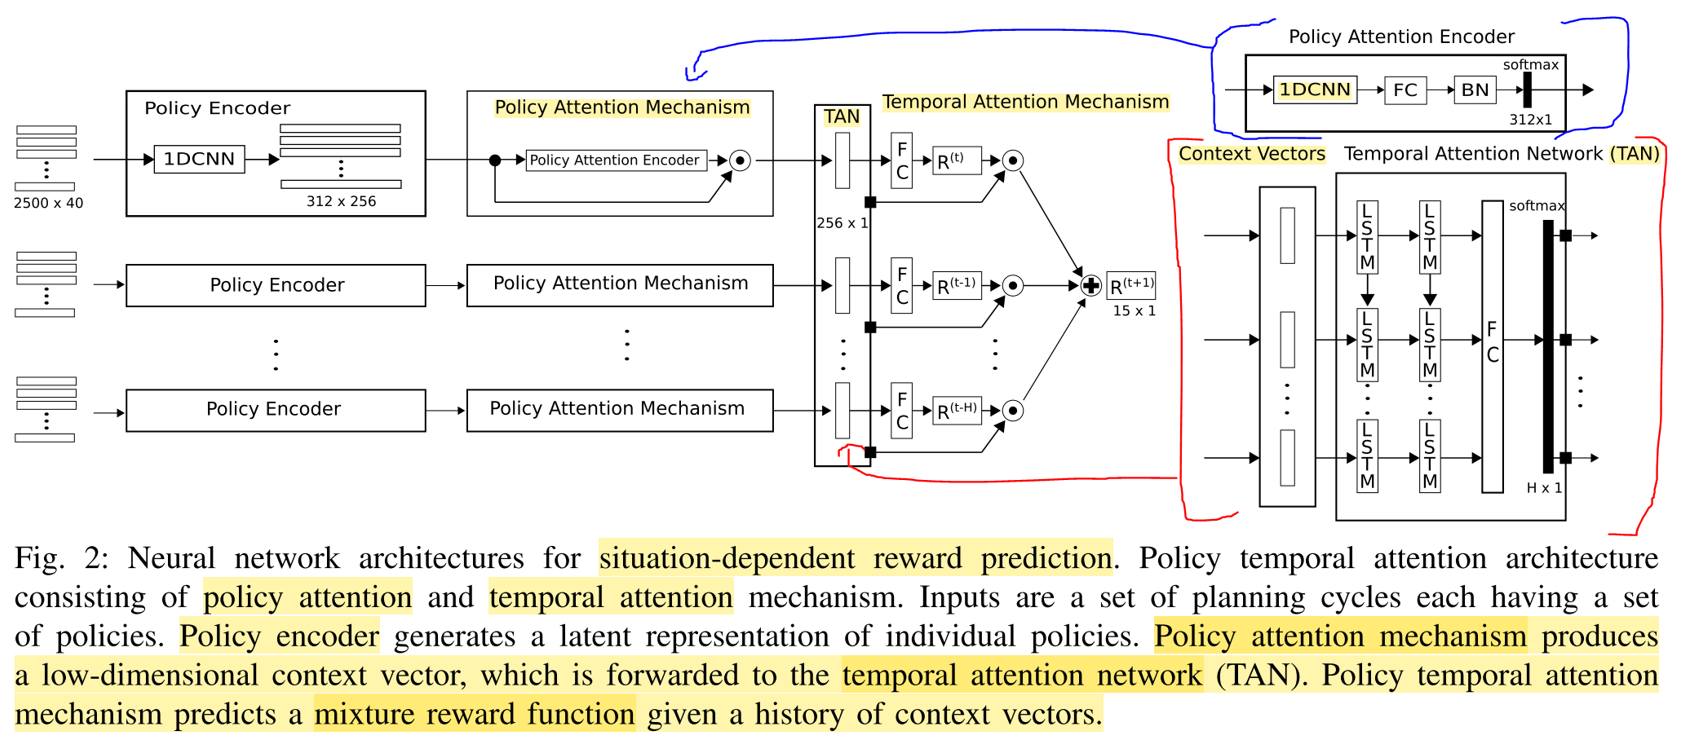 Policy Attention Encoder
softmax
1DCNN
FC
BN
312x1
Policy Encoder
1DCNN
312 x 256
2500 x 40
Policy Attention Mechanism
Policy Attention Encoder
TAN
256 x 1
Temporal Attention Mechanism
FC
R(t)
Policy Encoder
Policy Attention Mechanism
FC
R(t-1)
R(t+1)
15 x 1
Policy Encoder
Policy Attention Mechanism
FC
R(t-H)
Context Vectors
Temporal Attention Network (TAN)
softmax
LSTM
LSTM
LSTM
LSTM
FC
LSTM
LSTM
H x 1
Fig. 2: Neural network architectures for situation-dependent reward prediction. Policy temporal attention architecture
consisting of policy attention and temporal attention mechanism. Inputs are a set of planning cycles each having a set
of policies. Policy encoder generates a latent representation of individual policies. Policy attention mechanism produces
a low-dimensional context vector, which is forwarded to the temporal attention network (TAN). Policy temporal attention
mechanism predicts a mixture reward function given a history of context vectors.